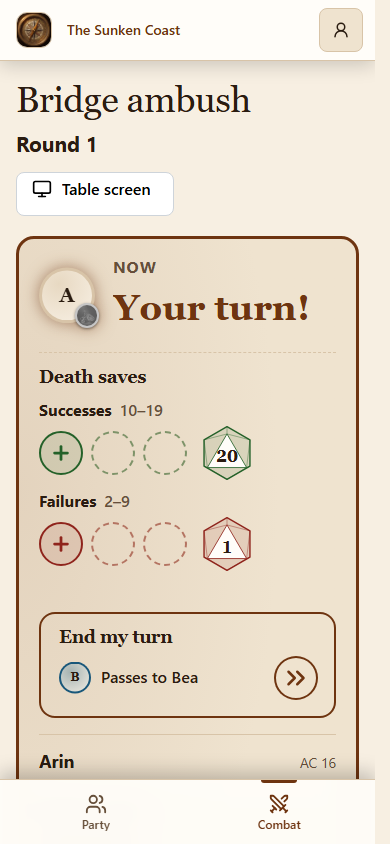 The Sunken Coast
Bridge ambush
Round 1
Table screen
A
NOW
Your turn!
Death saves
Successes 10–19
20
Failures 2–9
1
End my turn
B Passes to Bea
Arin AC 16
Party Combat